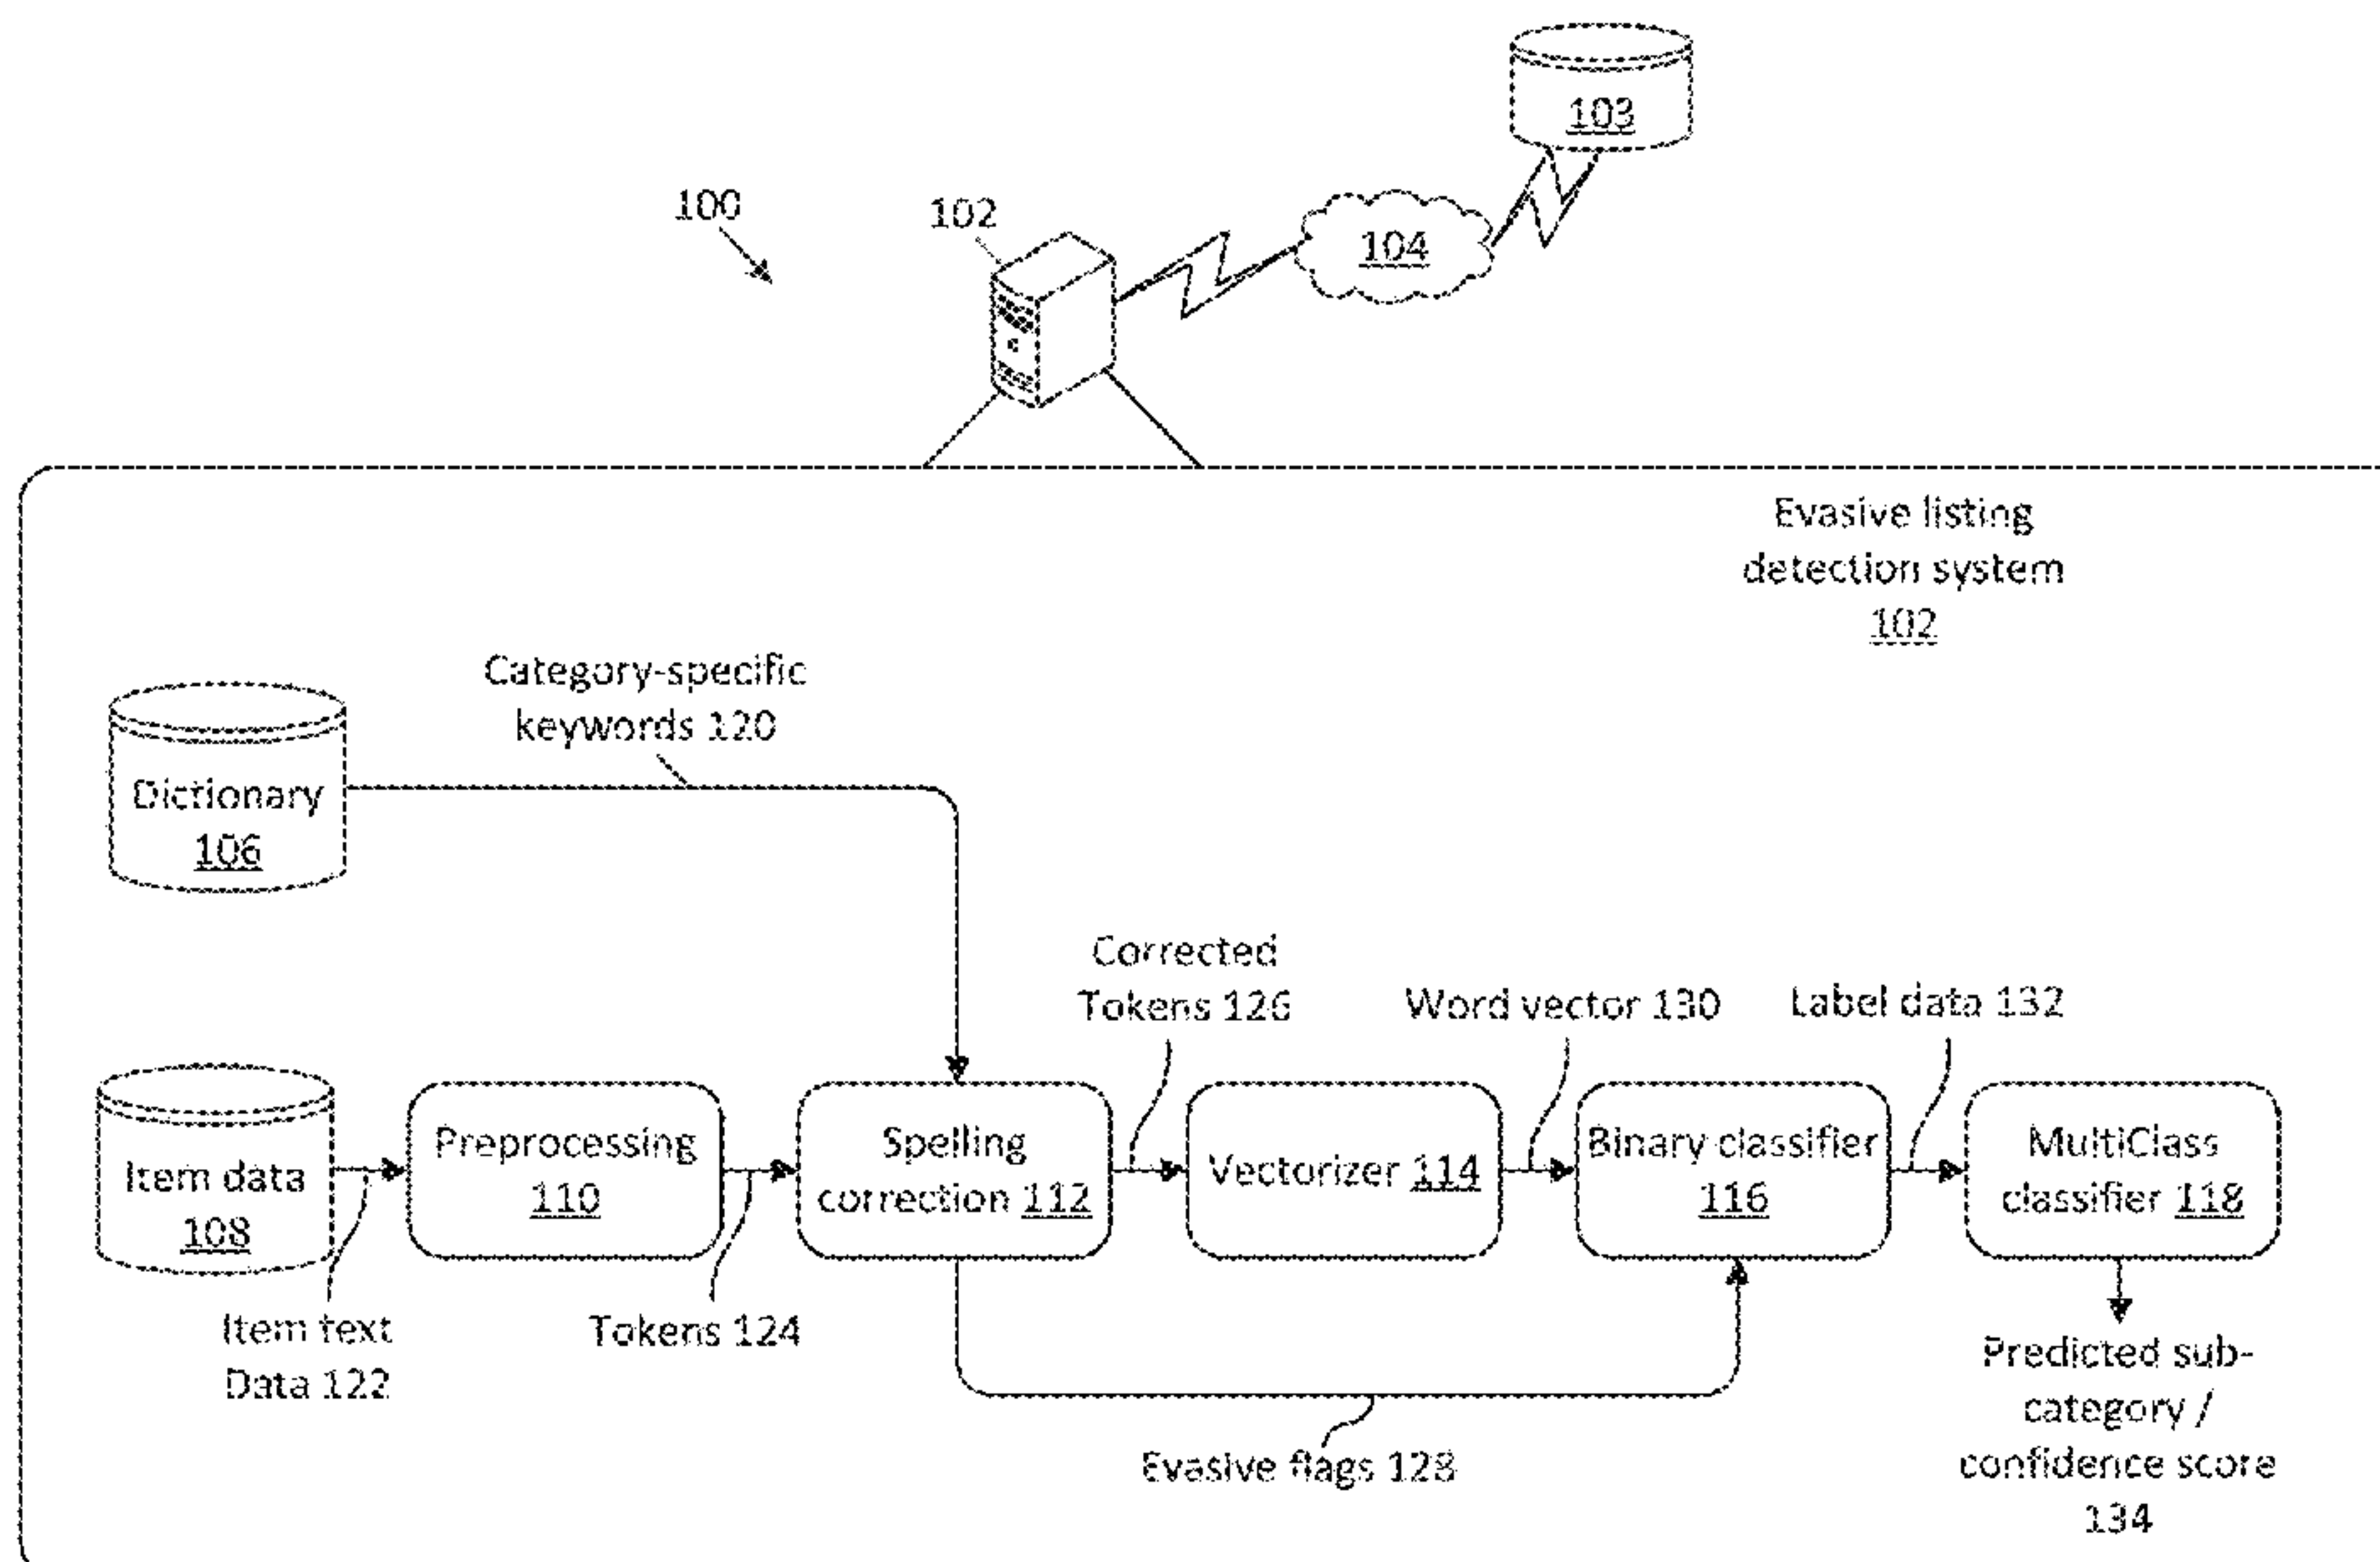 103
100
102
104
Evasive listing
detection system
102
Category-specific
keywords 120
Dictionary
106
Corrected
Tokens 126
Word vector 130
Label data 132
Item data
108
Preprocessing
110
Spelling
correction 112
Vectorizer 114
Binary classifier
116
MultiClass
classifier 118
Item text
Data 122
Tokens 124
Evasive flags 128
Predicted sub-
category /
confidence score
134